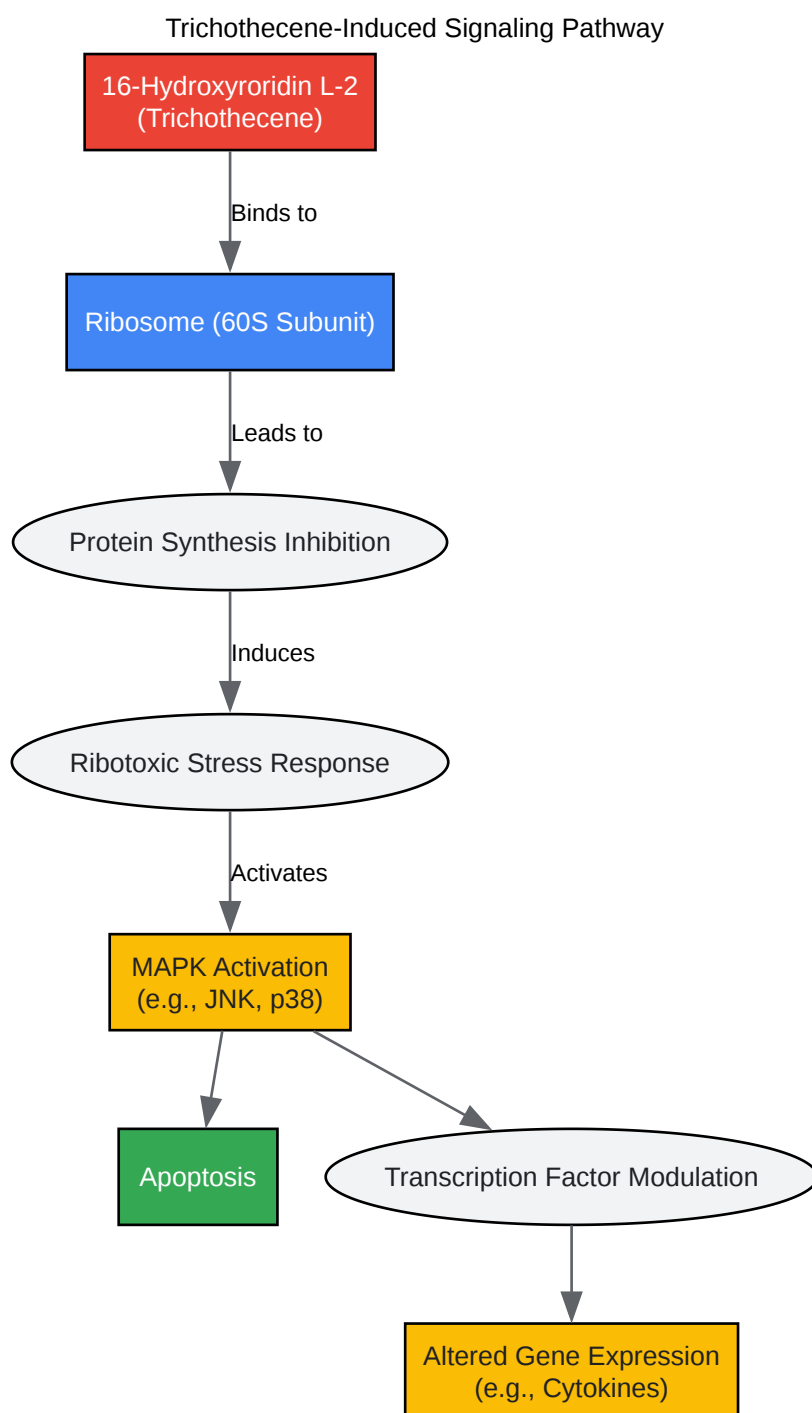 Trichothecene-Induced Signaling Pathway
16-Hydroxyroridin L-2
(Trichothecene)
Binds to
Ribosome (60S Subunit)
Leads to
Protein Synthesis Inhibition
Induces
Ribotoxic Stress Response
Activates
MAPK Activation
(e.g., JNK, p38)
Apoptosis
Transcription Factor Modulation
Altered Gene Expression
(e.g., Cytokines)